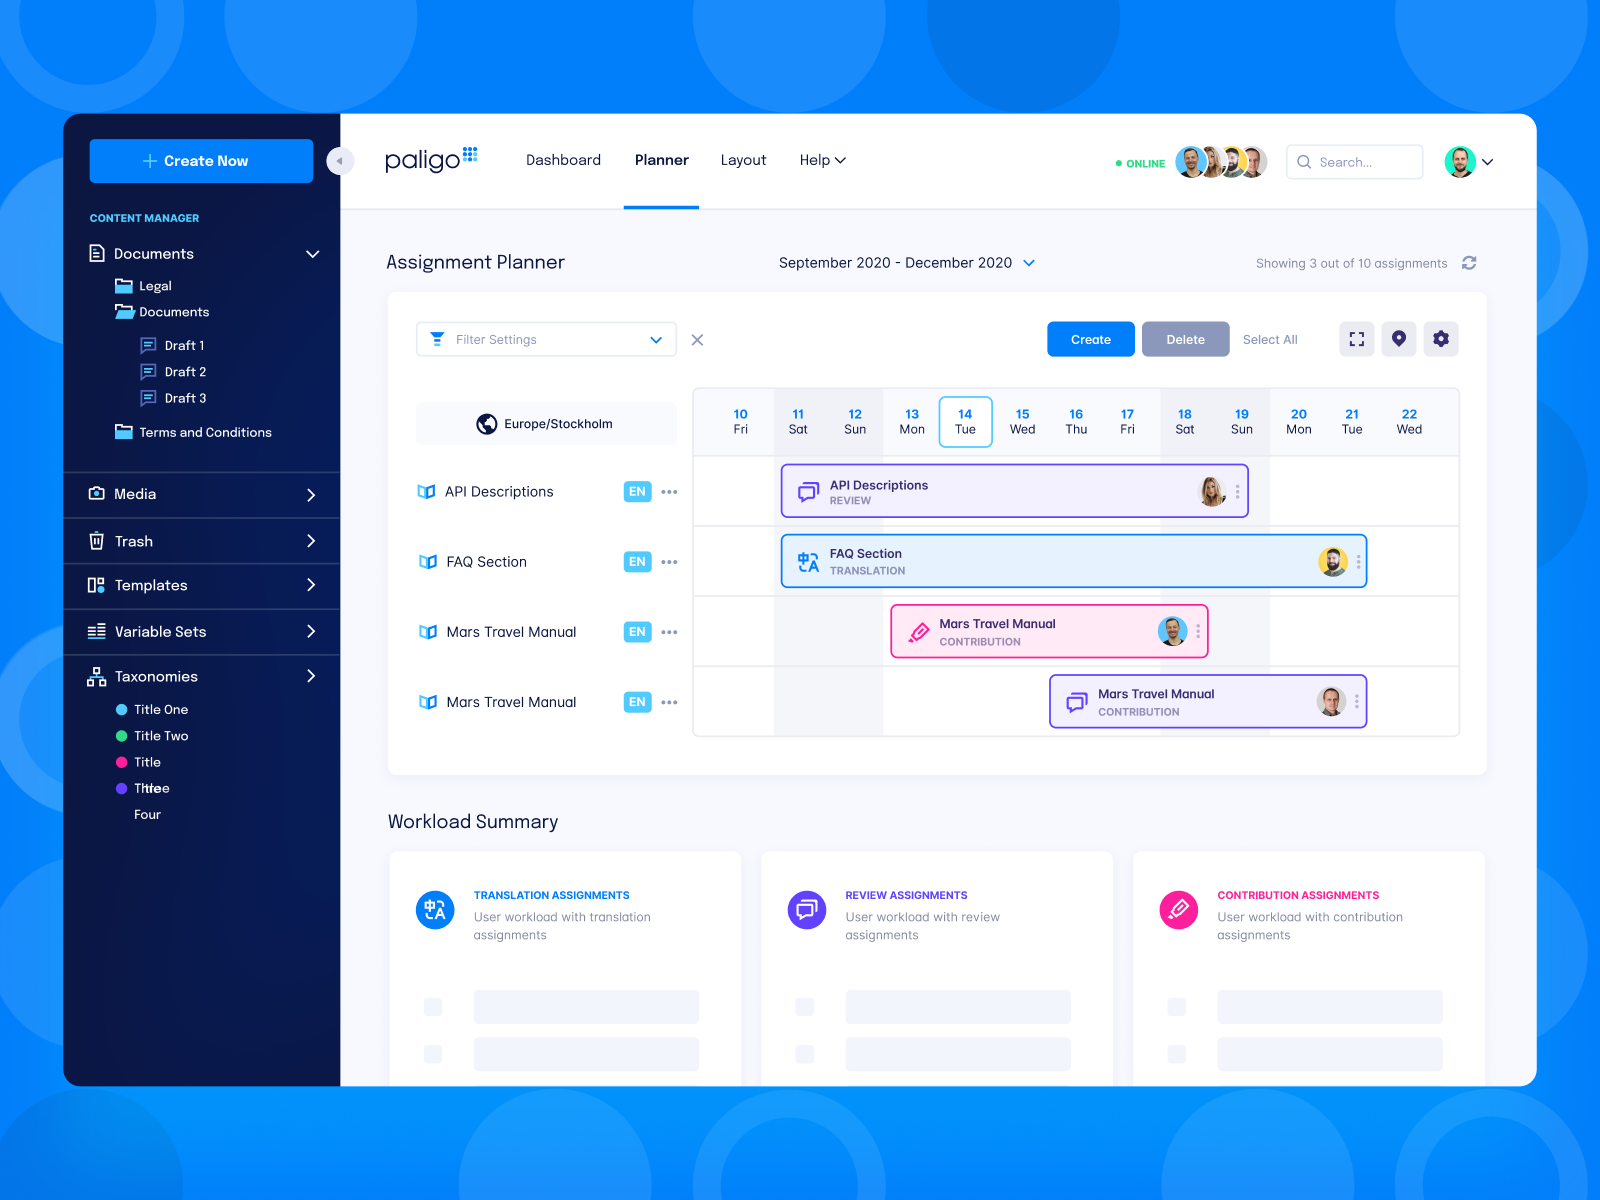 Create Now
CONTENT MANAGER
Documents
Legal
Documents
Draft 1
Draft 2
Draft 3
Terms and Conditions
Media
Trash
Templates
Variable Sets
Taxonomies
Title One
Title Two
Title
Three
Four
paligo
Dashboard
Planner
Layout
Help
ONLINE
Search...
Assignment Planner
September 2020 - December 2020
Showing 3 out of 10 assignments
Filter Settings
Create
Delete
Select All
Europe/Stockholm
10 11 12 13 14 15 16 17 18 19 20 21 22
Fri Sat Sun Mon Tue Wed Thu Fri Sat Sun Mon Tue Wed
API Descriptions EN
API Descriptions
REVIEW
FAQ Section EN
FAQ Section
TRANSLATION
Mars Travel Manual EN
Mars Travel Manual
CONTRIBUTION
Mars Travel Manual EN
Mars Travel Manual
CONTRIBUTION
Workload Summary
TRANSLATION ASSIGNMENTS
User workload with translation
assignments
REVIEW ASSIGNMENTS
User workload with review
assignments
CONTRIBUTION ASSIGNMENTS
User workload with contribution
assignments